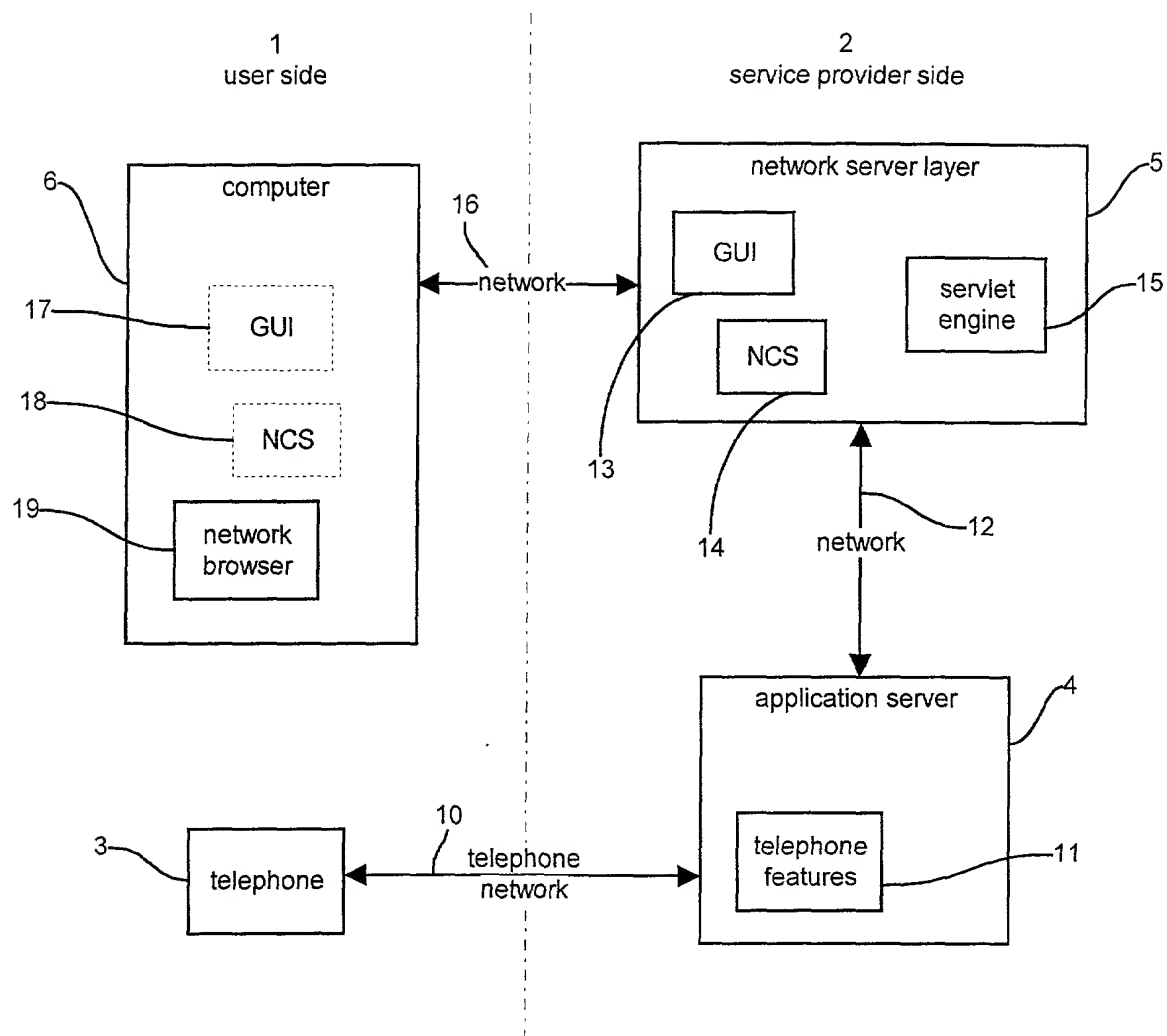 1
user side
2
service provider side
6
computer
16
network
17
GUI
18
NCS
19
network
browser
network server layer
5
GUI
servlet
engine
15
NCS
13
14
12
network
application server
4
telephone
features
11
3
telephone
10
telephone
network